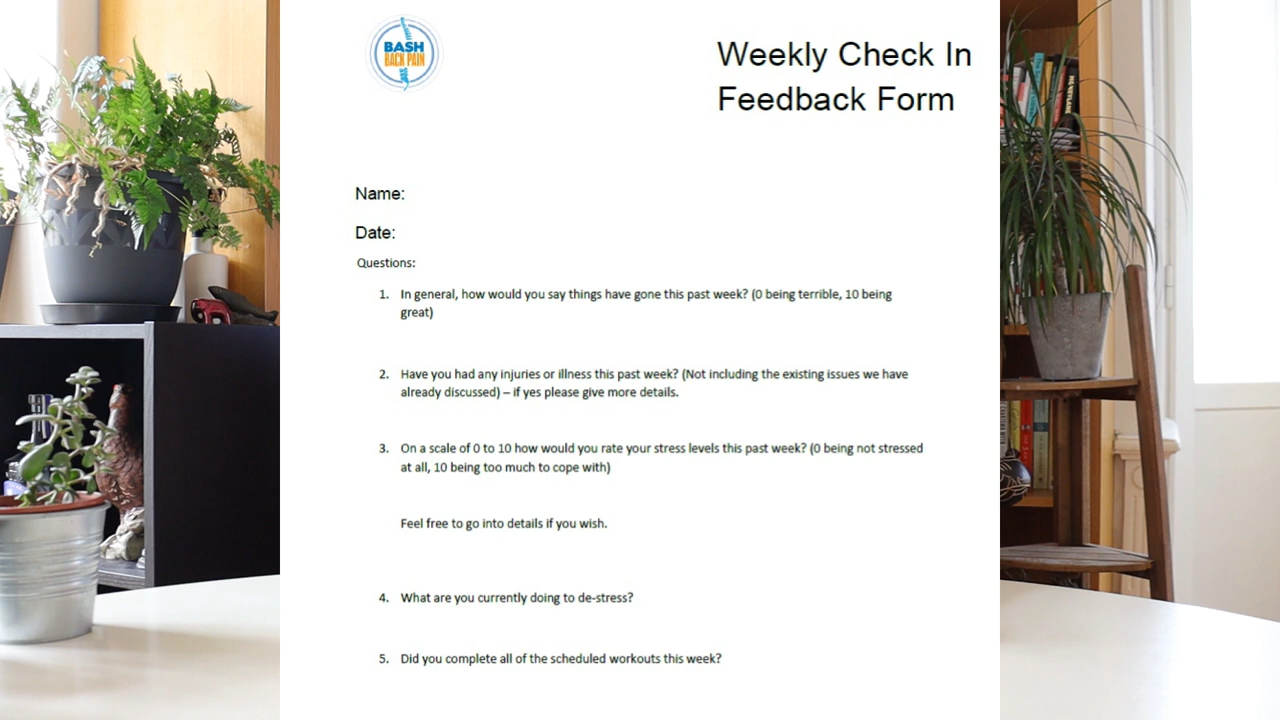 BASH
BACK PAIN
Weekly Check In
Feedback Form
Name:
Date:
Questions:
1. In general, how would you say things have gone this past week? (0 being terrible, 10 being
great)
2. Have you had any injuries or illness this past week? (Not including the existing issues we have
already discussed) – if yes please give more details.
3. On a scale of 0 to 10 how would you rate your stress levels this past week? (0 being not stressed
at all, 10 being too much to cope with)
Feel free to go into details if you wish.
4. What are you currently doing to de-stress?
5. Did you complete all of the scheduled workouts this week?